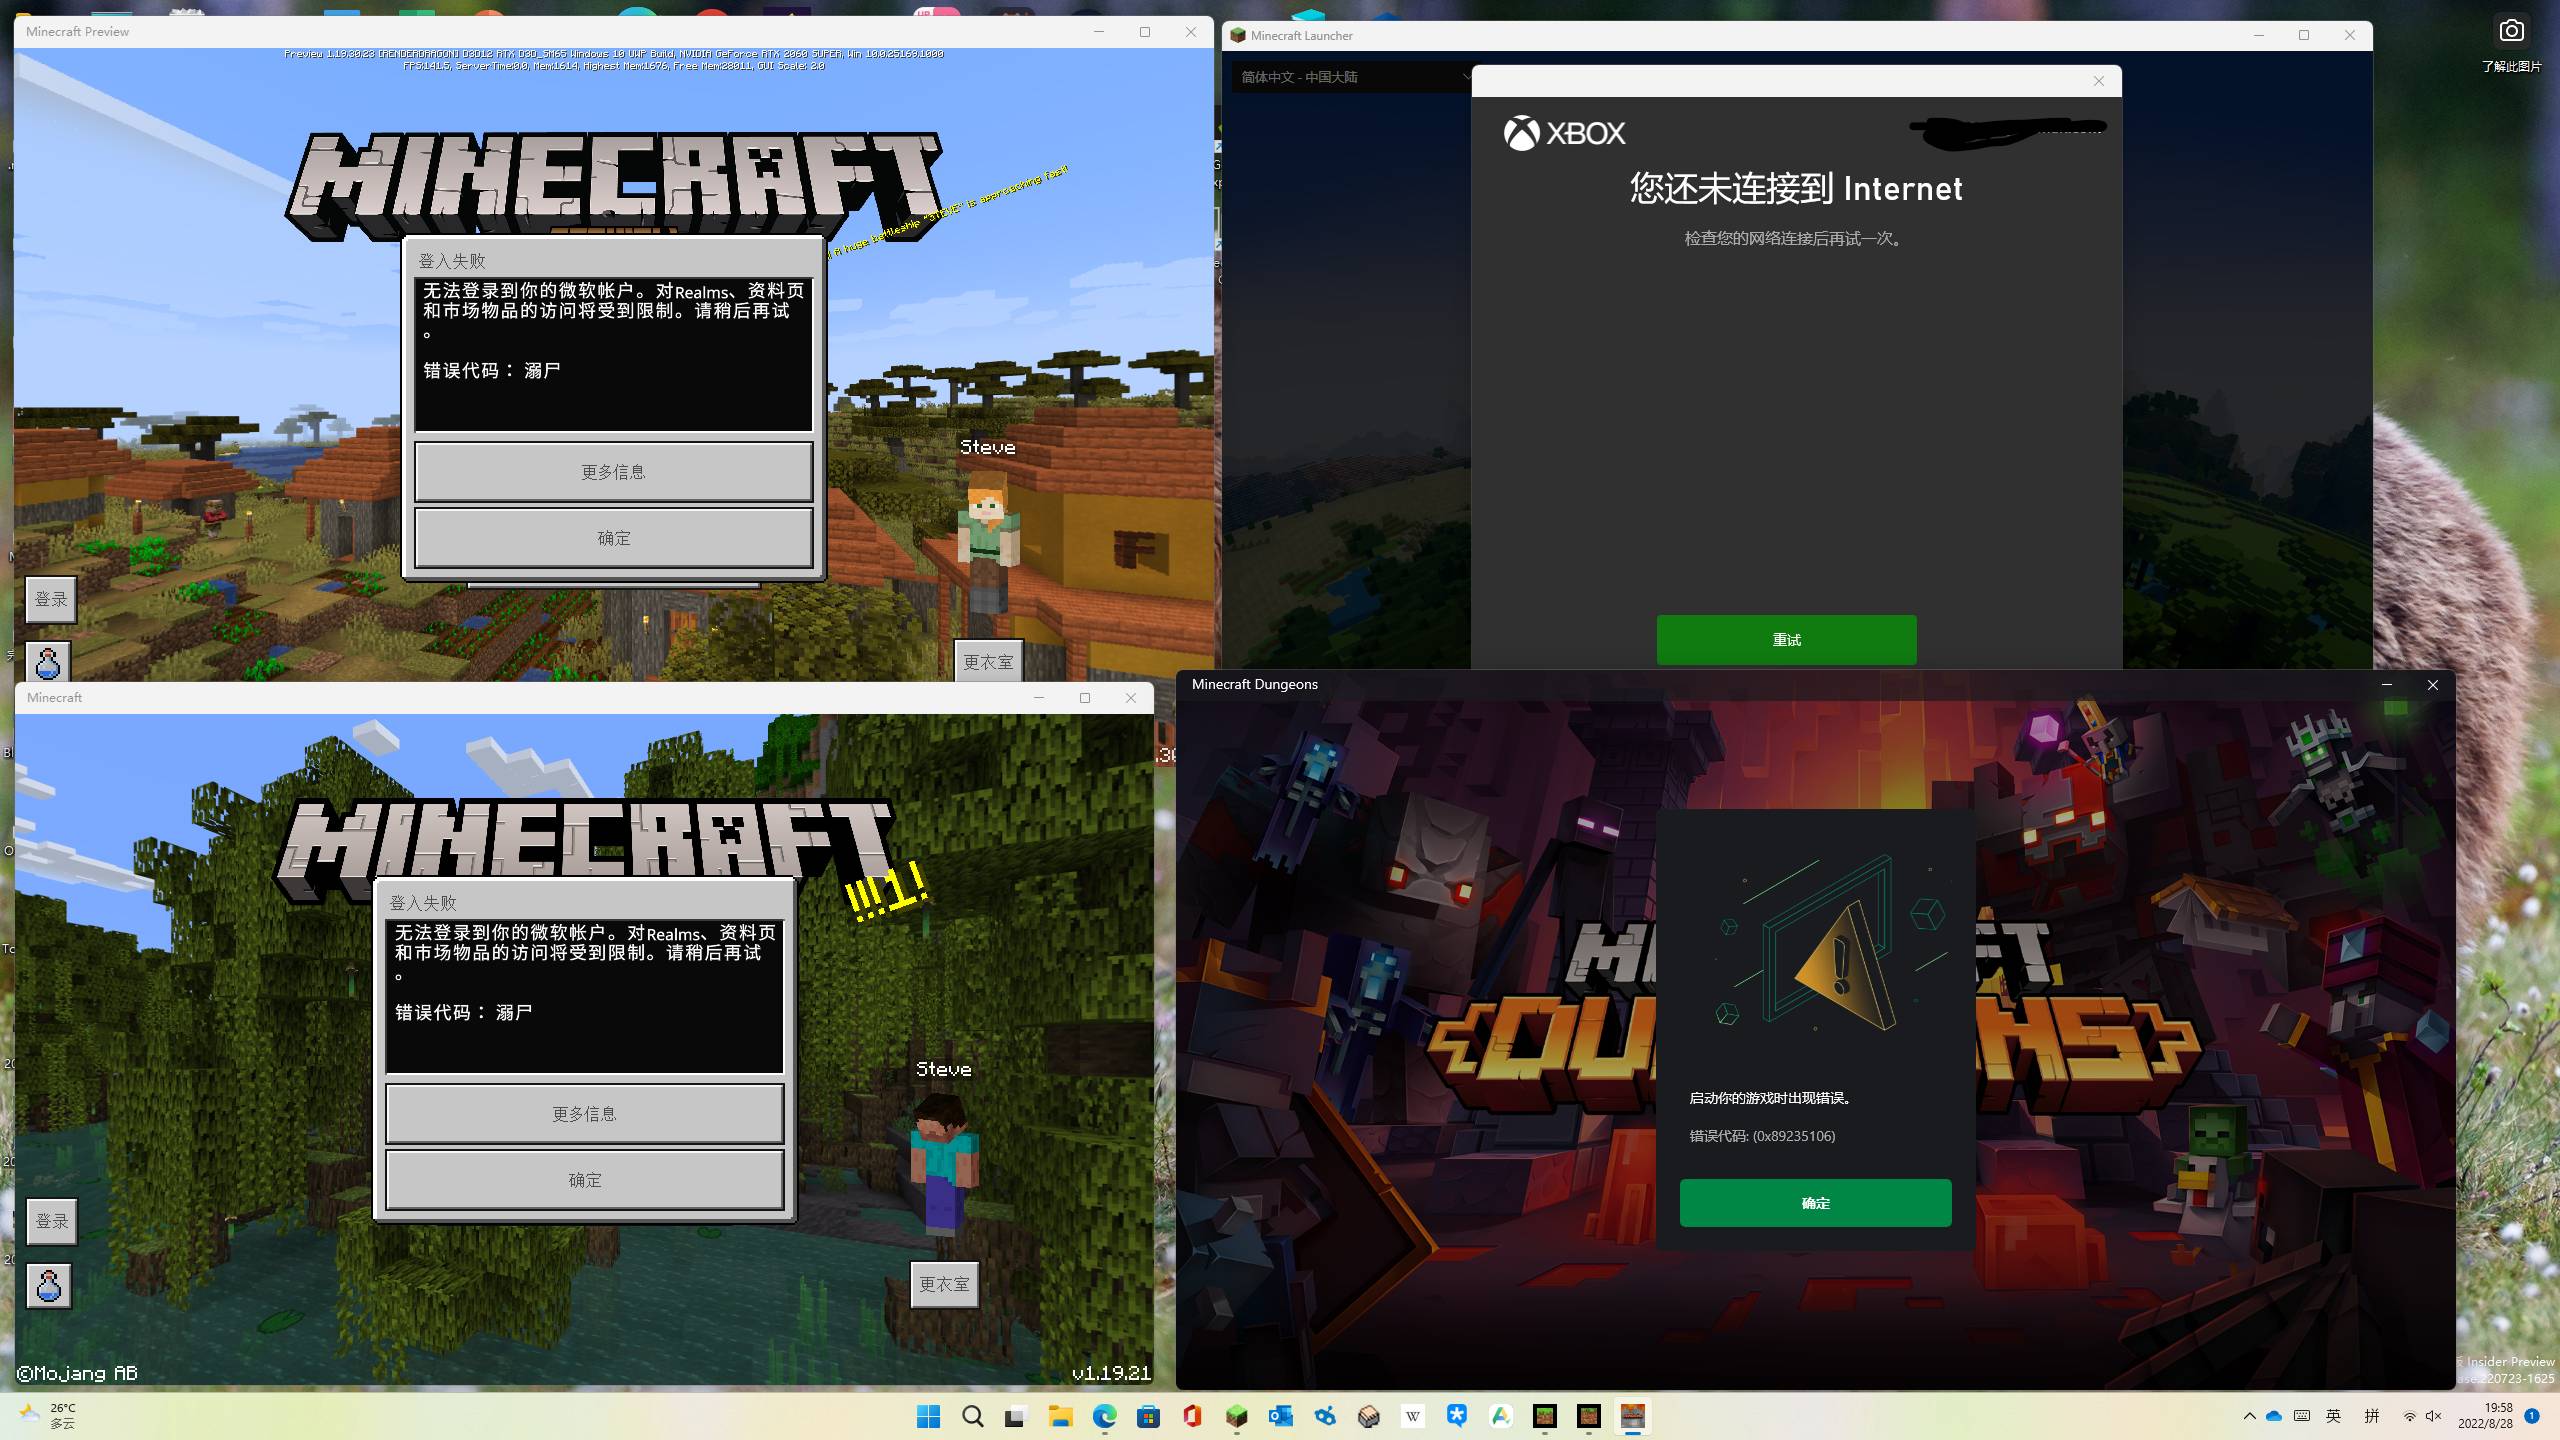 Minecraft Preview
Preview 1.19.30.23 [RENDERDRAGON] D3D12 RTX D3D_SM65 Windows 10 UWP Build, NVIDIA GeForce RTX 2060 SUPER, Win 10.0.25169.1000
FPS:141.5, ServerTime:0.0, Mem:1614, Highest Mem:1676, Free Mem:28011, GUI Scale: 2.0
MINECRAFT
A huge battleship "STEVE" is approaching fast!
登入失败
无法登录到你的微软帐户。对Realms、资料页
和市场物品的访问将受到限制。请稍后再试
。
错误代码：溺尸
更多信息
确定
Steve
登录
更衣室
Minecraft Launcher
简体中文 - 中国大陆
XBOX
您还未连接到 Internet
检查您的网络连接后再试一次。
重试
了解此图片
Minecraft
MINECRAFT
!!!1!
登入失败
无法登录到你的微软帐户。对Realms、资料页
和市场物品的访问将受到限制。请稍后再试
。
错误代码：溺尸
更多信息
确定
Steve
登录
更衣室
©Mojang AB
v1.19.21
Minecraft Dungeons
启动你的游戏时出现错误。
错误代码: (0x89235106)
确定
Insider Preview
220723-1625
26°C
多云
W
英
拼
19:58
2022/8/28
1